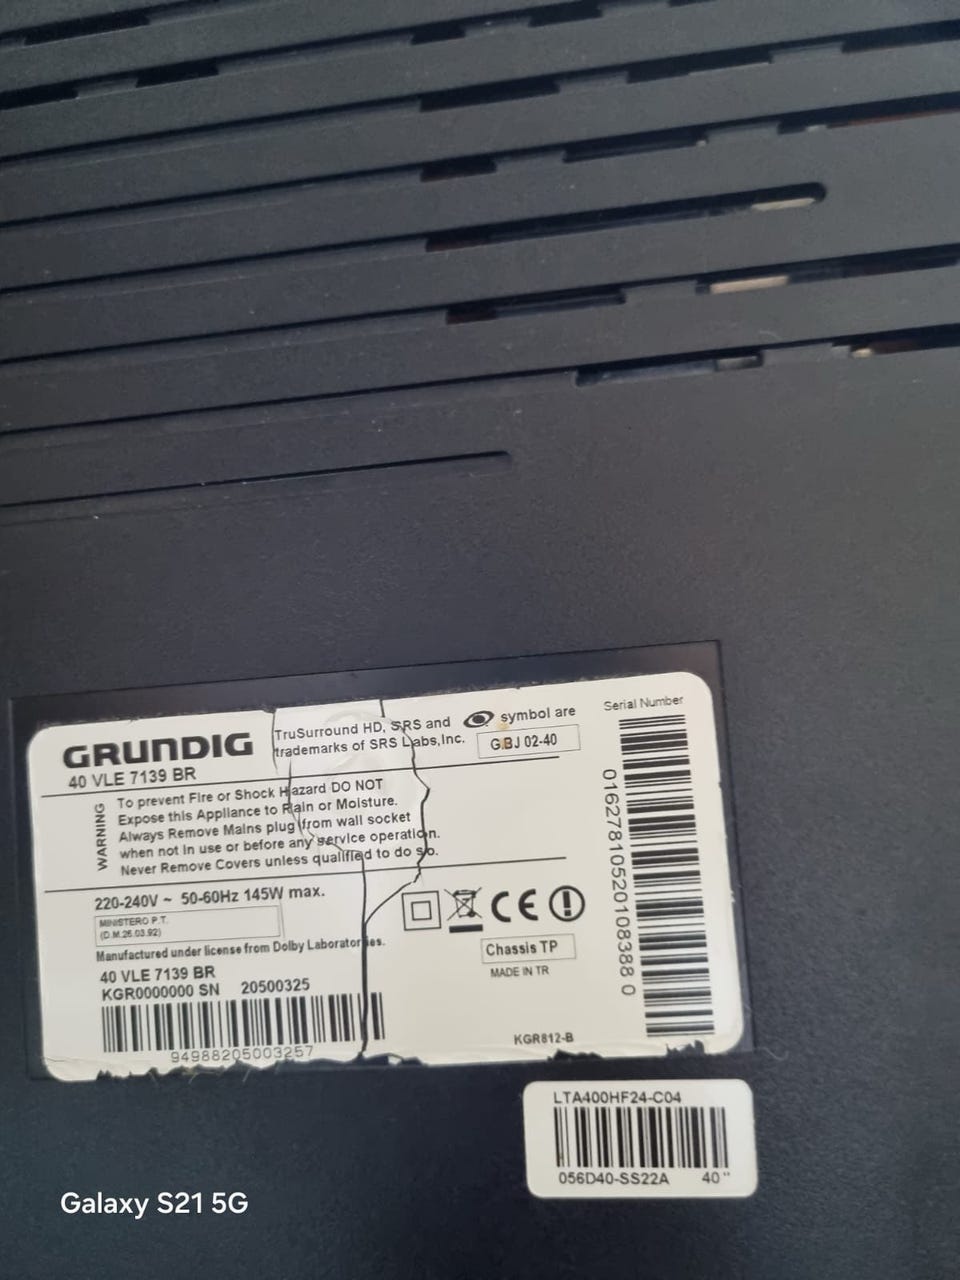 GRUNDIG
40 VLE 7139 BR
TruSurround HD, SRS and symbol are
trademarks of SRS Labs,Inc.
GBJ 02-40
WARNING
To prevent Fire or Shock Hazard DO NOT
Expose this Appliance to Rain or Moisture.
Always Remove Mains plug from wall socket
when not in use or before any service operation.
Never Remove Covers unless qualified to do so.
220-240V ~ 50-60Hz 145W max.
MINISTERO P.T.
(D.M.26.03.92)
Manufactured under license from Dolby Laboratories.
40 VLE 7139 BR
KGR0000000 SN 20500325
94988205003257
CE
Chassis TP
MADE IN TR
KGR812-B
Serial Number
01627810520108388 0
LTA400HF24-C04
056D40-SS22A 40"
Galaxy S21 5G